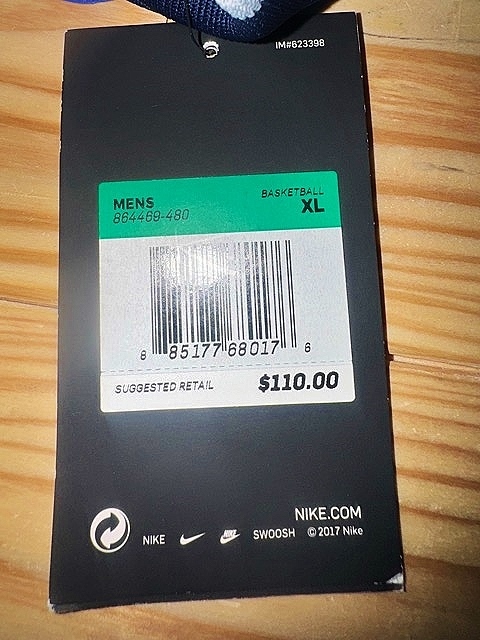 IM#623398
MENS
BASKETBALL
864469-480
XL
8 85177 68017 6
SUGGESTED RETAIL $110.00
NIKE.COM
NIKE NIKE SWOOSH © 2017 Nike